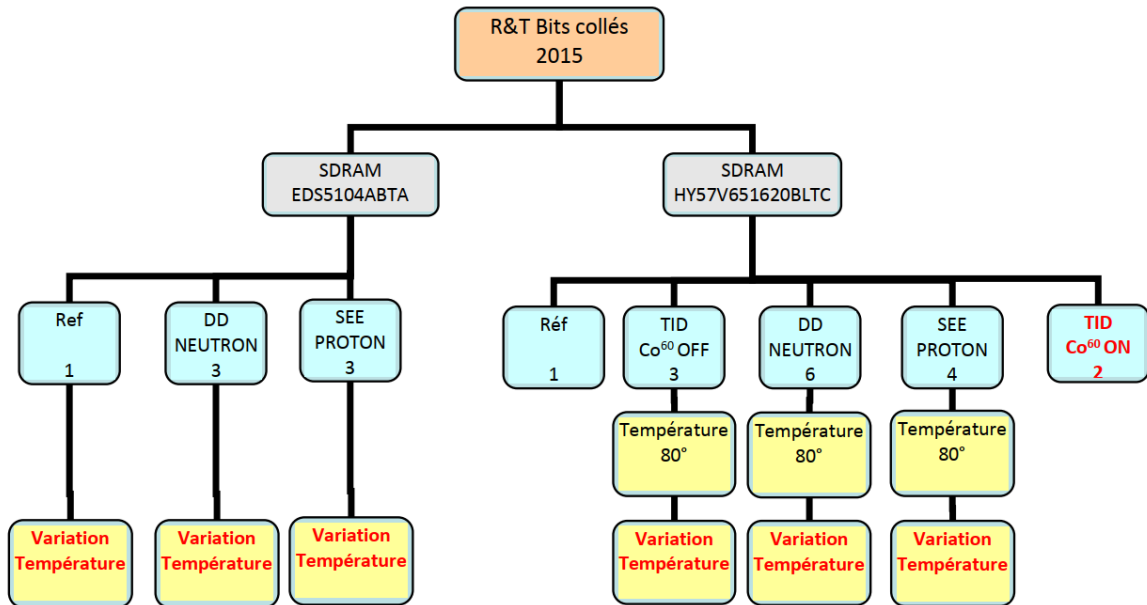 R&T Bits collés
2015
SDRAM
EDS5104ABTA
SDRAM
HY57V651620BLTC
Ref
1
DD
NEUTRON
3
SEE
PROTON
3
Réf
1
TID
Co⁶⁰ OFF
3
DD
NEUTRON
6
SEE
PROTON
4
TID
Co⁶⁰ ON
2
Température
80°
Température
80°
Température
80°
Variation
Température
Variation
Température
Variation
Température
Variation
Température
Variation
Température
Variation
Température